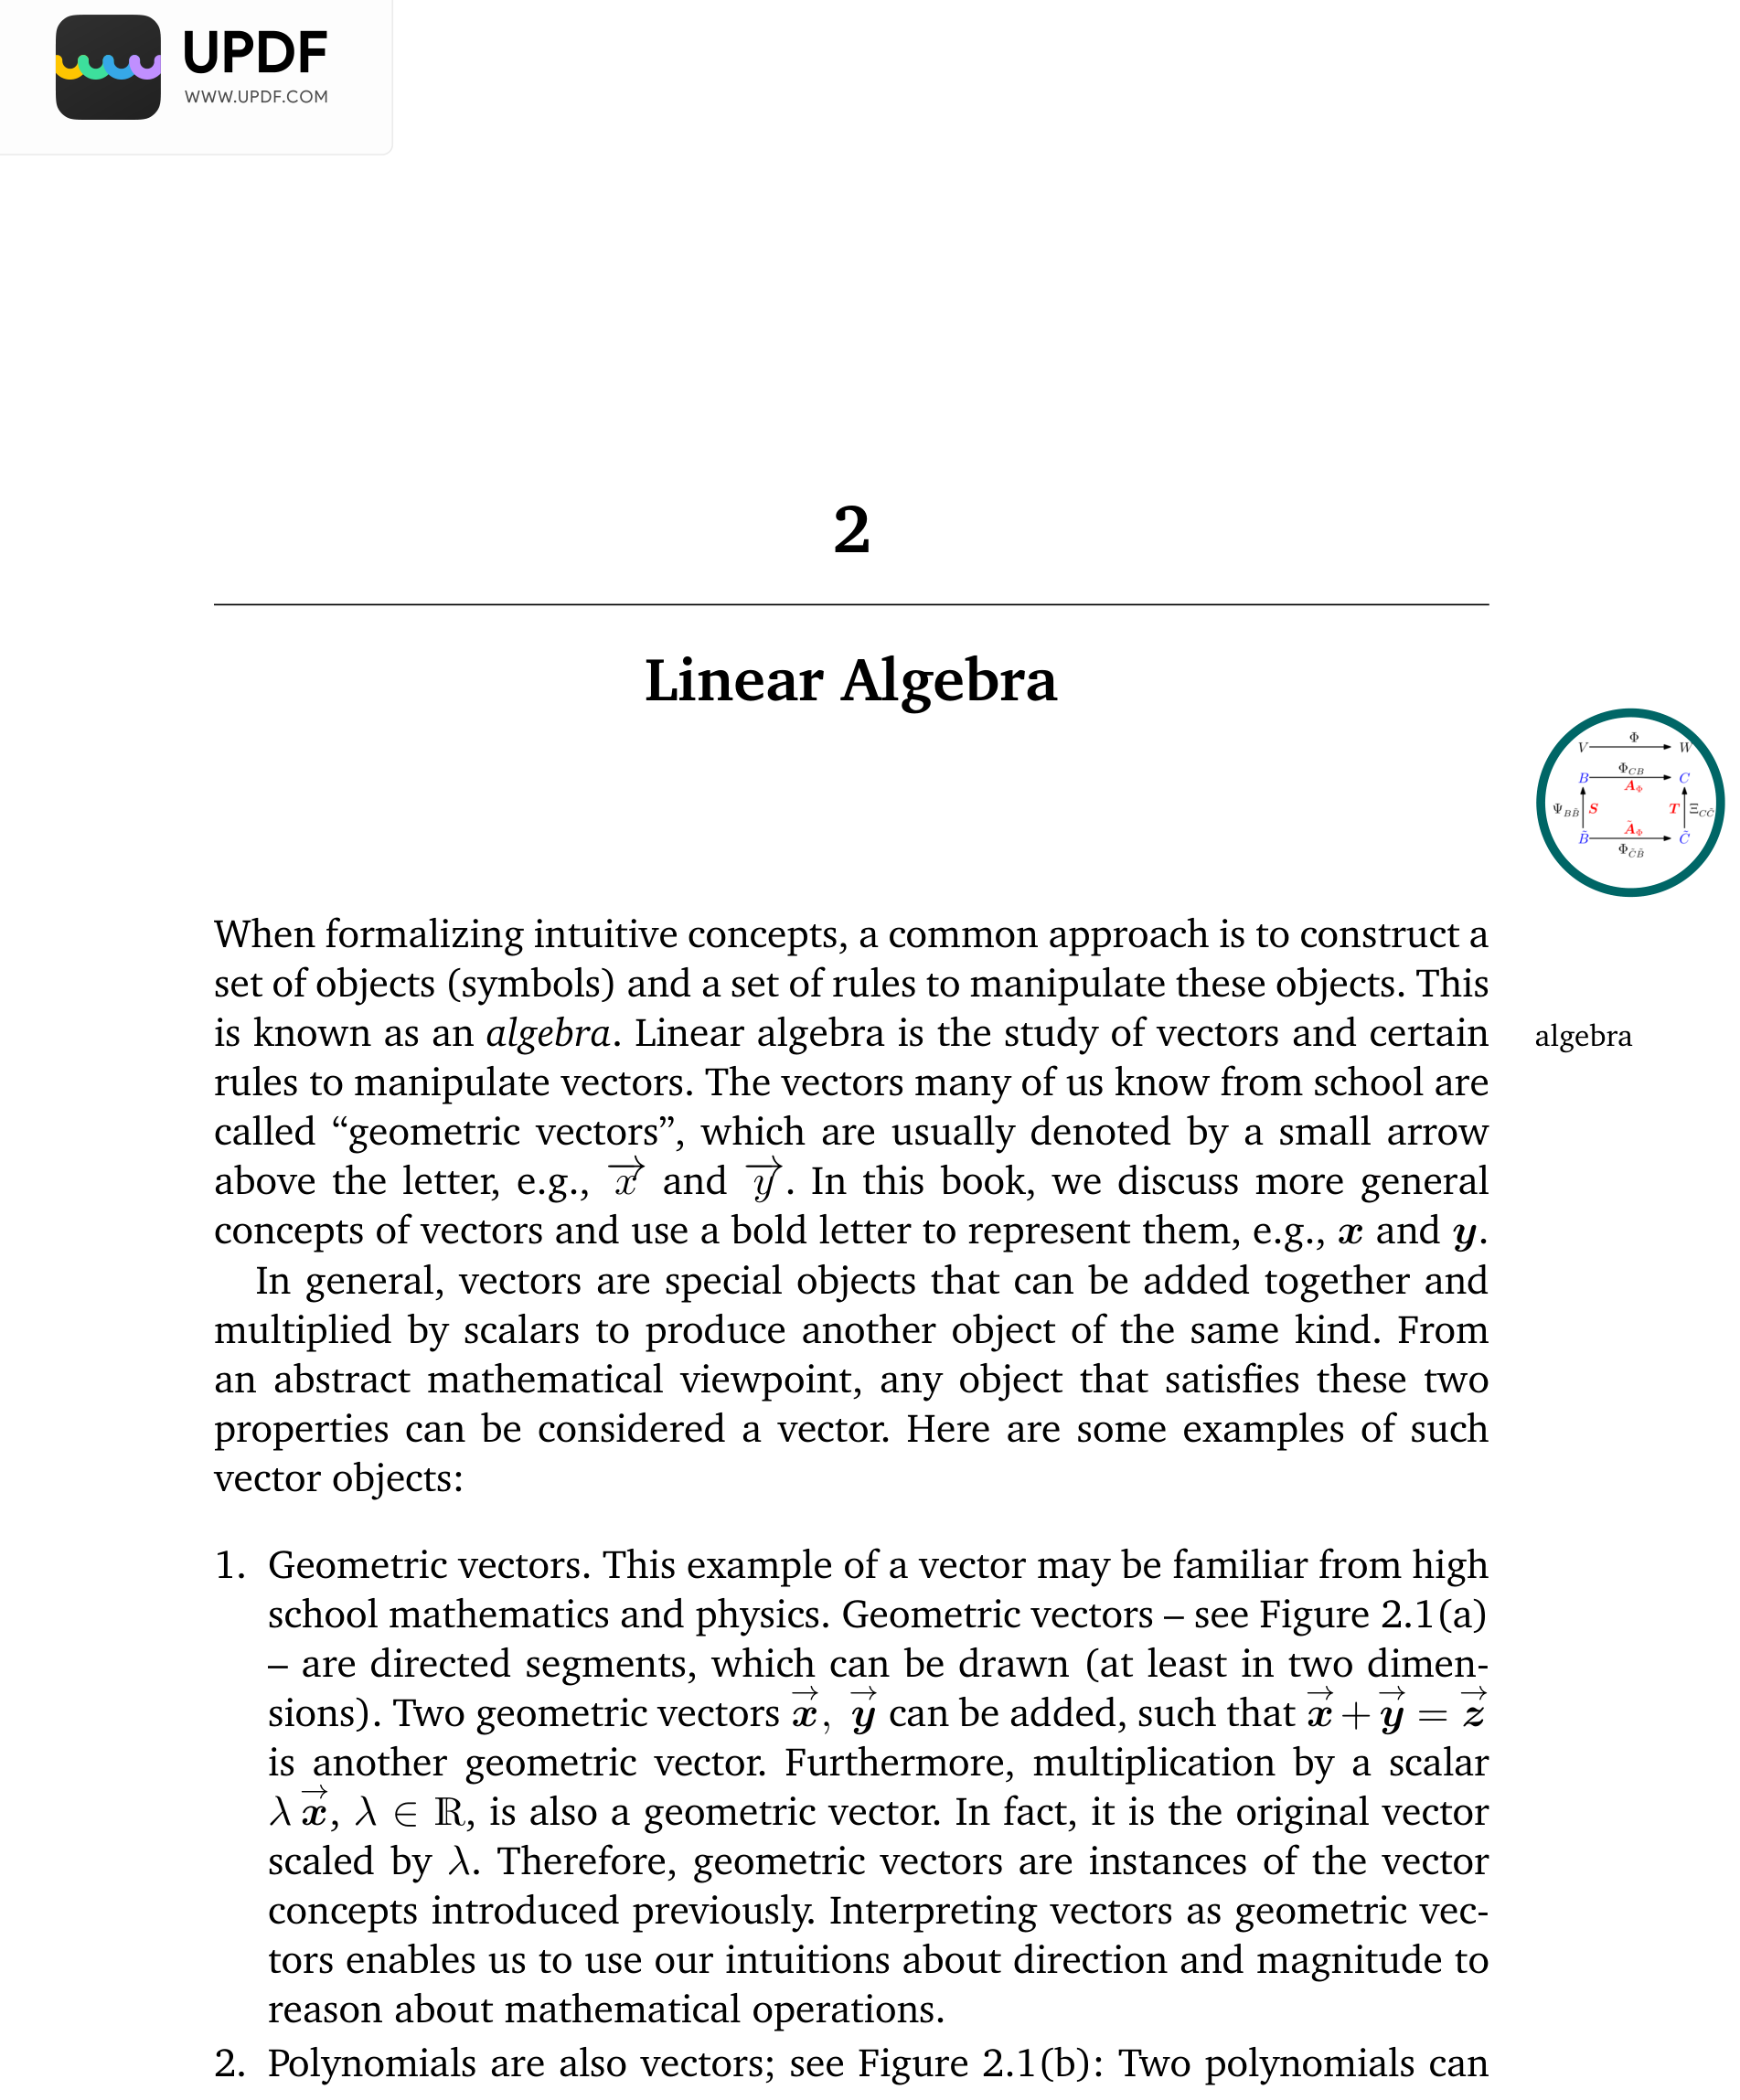 UPDF
WWW.UPDF.COM
2
Linear Algebra
V Φ W
B Φ_CB C
A_Φ
Ψ_BB̃ S T Ξ_CC̃
Ã_Φ
B̃ C̃
Φ_C̃B̃
When formalizing intuitive concepts, a common approach is to construct a
set of objects (symbols) and a set of rules to manipulate these objects. This
is known as an algebra. Linear algebra is the study of vectors and certain
algebra
rules to manipulate vectors. The vectors many of us know from school are
called “geometric vectors”, which are usually denoted by a small arrow
above the letter, e.g., x⃗ and y⃗. In this book, we discuss more general
concepts of vectors and use a bold letter to represent them, e.g., x and y.
In general, vectors are special objects that can be added together and
multiplied by scalars to produce another object of the same kind. From
an abstract mathematical viewpoint, any object that satisfies these two
properties can be considered a vector. Here are some examples of such
vector objects:
1. Geometric vectors. This example of a vector may be familiar from high
school mathematics and physics. Geometric vectors – see Figure 2.1(a)
– are directed segments, which can be drawn (at least in two dimen-
sions). Two geometric vectors x⃗, y⃗ can be added, such that x⃗ + y⃗ = z⃗
is another geometric vector. Furthermore, multiplication by a scalar
λ x⃗, λ ∈ ℝ, is also a geometric vector. In fact, it is the original vector
scaled by λ. Therefore, geometric vectors are instances of the vector
concepts introduced previously. Interpreting vectors as geometric vec-
tors enables us to use our intuitions about direction and magnitude to
reason about mathematical operations.
2. Polynomials are also vectors; see Figure 2.1(b): Two polynomials can